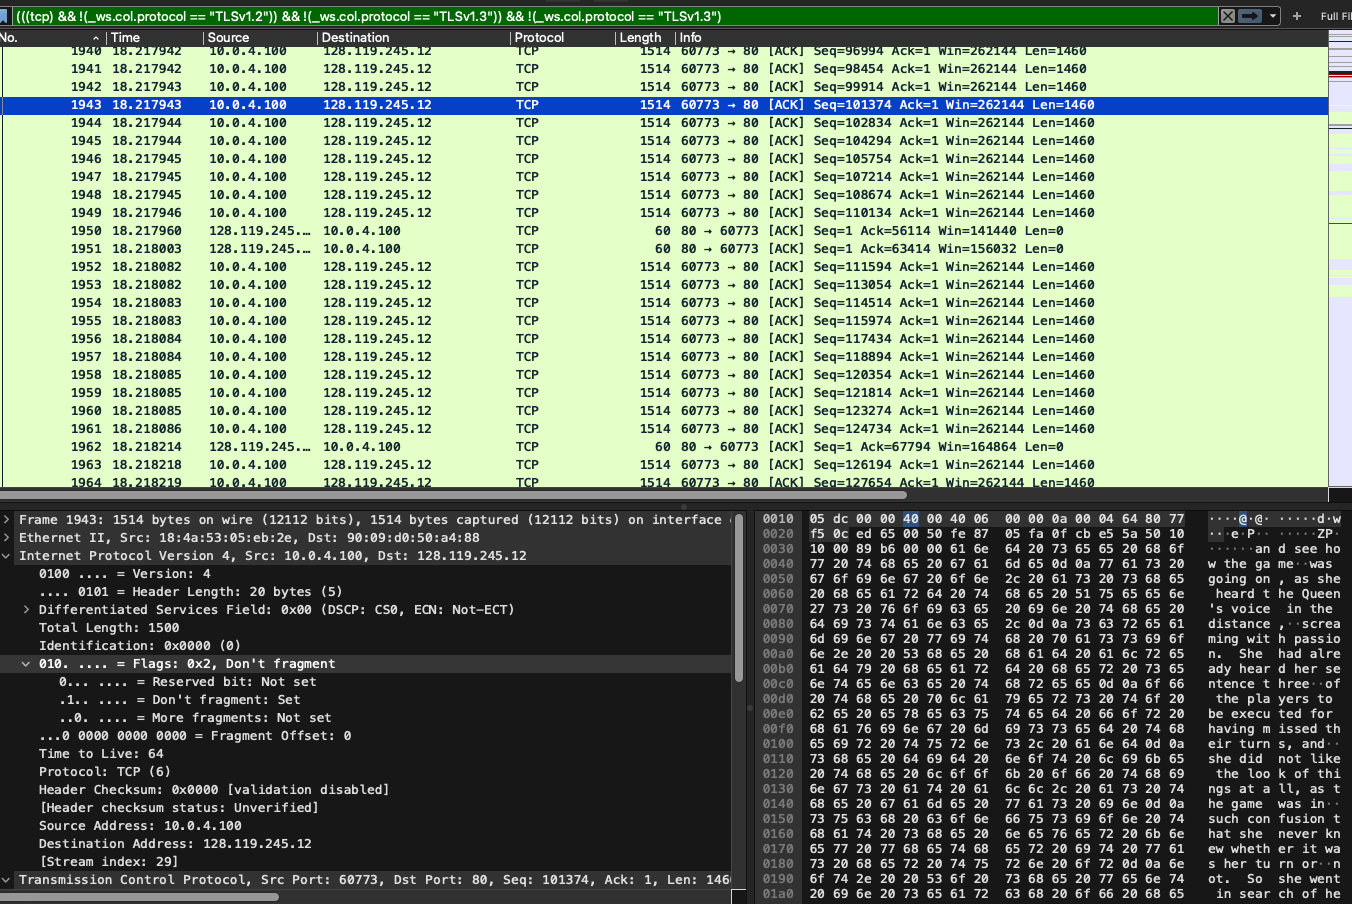 (((tcp) && !(_ws.col.protocol == "TLSv1.2")) && !(_ws.col.protocol == "TLSv1.3")) && !(_ws.col.protocol == "TLSv1.3")
+ Full Fil
No. Time Source Destination Protocol Length Info
1940 18.217942 10.0.4.100 128.119.245.12 TCP 1514 60773 → 80 [ACK] Seq=96994 Ack=1 Win=262144 Len=1460
1941 18.217942 10.0.4.100 128.119.245.12 TCP 1514 60773 → 80 [ACK] Seq=98454 Ack=1 Win=262144 Len=1460
1942 18.217943 10.0.4.100 128.119.245.12 TCP 1514 60773 → 80 [ACK] Seq=99914 Ack=1 Win=262144 Len=1460
1943 18.217943 10.0.4.100 128.119.245.12 TCP 1514 60773 → 80 [ACK] Seq=101374 Ack=1 Win=262144 Len=1460
1944 18.217944 10.0.4.100 128.119.245.12 TCP 1514 60773 → 80 [ACK] Seq=102834 Ack=1 Win=262144 Len=1460
1945 18.217944 10.0.4.100 128.119.245.12 TCP 1514 60773 → 80 [ACK] Seq=104294 Ack=1 Win=262144 Len=1460
1946 18.217945 10.0.4.100 128.119.245.12 TCP 1514 60773 → 80 [ACK] Seq=105754 Ack=1 Win=262144 Len=1460
1947 18.217945 10.0.4.100 128.119.245.12 TCP 1514 60773 → 80 [ACK] Seq=107214 Ack=1 Win=262144 Len=1460
1948 18.217945 10.0.4.100 128.119.245.12 TCP 1514 60773 → 80 [ACK] Seq=108674 Ack=1 Win=262144 Len=1460
1949 18.217946 10.0.4.100 128.119.245.12 TCP 1514 60773 → 80 [ACK] Seq=110134 Ack=1 Win=262144 Len=1460
1950 18.217960 128.119.245.… 10.0.4.100 TCP 60 80 → 60773 [ACK] Seq=1 Ack=56114 Win=141440 Len=0
1951 18.218003 128.119.245.… 10.0.4.100 TCP 60 80 → 60773 [ACK] Seq=1 Ack=63414 Win=156032 Len=0
1952 18.218082 10.0.4.100 128.119.245.12 TCP 1514 60773 → 80 [ACK] Seq=111594 Ack=1 Win=262144 Len=1460
1953 18.218082 10.0.4.100 128.119.245.12 TCP 1514 60773 → 80 [ACK] Seq=113054 Ack=1 Win=262144 Len=1460
1954 18.218083 10.0.4.100 128.119.245.12 TCP 1514 60773 → 80 [ACK] Seq=114514 Ack=1 Win=262144 Len=1460
1955 18.218083 10.0.4.100 128.119.245.12 TCP 1514 60773 → 80 [ACK] Seq=115974 Ack=1 Win=262144 Len=1460
1956 18.218084 10.0.4.100 128.119.245.12 TCP 1514 60773 → 80 [ACK] Seq=117434 Ack=1 Win=262144 Len=1460
1957 18.218084 10.0.4.100 128.119.245.12 TCP 1514 60773 → 80 [ACK] Seq=118894 Ack=1 Win=262144 Len=1460
1958 18.218085 10.0.4.100 128.119.245.12 TCP 1514 60773 → 80 [ACK] Seq=120354 Ack=1 Win=262144 Len=1460
1959 18.218085 10.0.4.100 128.119.245.12 TCP 1514 60773 → 80 [ACK] Seq=121814 Ack=1 Win=262144 Len=1460
1960 18.218085 10.0.4.100 128.119.245.12 TCP 1514 60773 → 80 [ACK] Seq=123274 Ack=1 Win=262144 Len=1460
1961 18.218086 10.0.4.100 128.119.245.12 TCP 1514 60773 → 80 [ACK] Seq=124734 Ack=1 Win=262144 Len=1460
1962 18.218214 128.119.245.… 10.0.4.100 TCP 60 80 → 60773 [ACK] Seq=1 Ack=67794 Win=164864 Len=0
1963 18.218218 10.0.4.100 128.119.245.12 TCP 1514 60773 → 80 [ACK] Seq=126194 Ack=1 Win=262144 Len=1460
1964 18.218219 10.0.4.100 128.119.245.12 TCP 1514 60773 → 80 [ACK] Seq=127654 Ack=1 Win=262144 Len=1460
Frame 1943: 1514 bytes on wire (12112 bits), 1514 bytes captured (12112 bits) on interface
Ethernet II, Src: 18:4a:53:05:eb:2e, Dst: 90:09:d0:50:a4:88
Internet Protocol Version 4, Src: 10.0.4.100, Dst: 128.119.245.12
0100 .... = Version: 4
.... 0101 = Header Length: 20 bytes (5)
Differentiated Services Field: 0x00 (DSCP: CS0, ECN: Not-ECT)
Total Length: 1500
Identification: 0x0000 (0)
010. .... = Flags: 0x2, Don't fragment
0... .... = Reserved bit: Not set
.1.. .... = Don't fragment: Set
..0. .... = More fragments: Not set
...0 0000 0000 0000 = Fragment Offset: 0
Time to Live: 64
Protocol: TCP (6)
Header Checksum: 0x0000 [validation disabled]
[Header checksum status: Unverified]
Source Address: 10.0.4.100
Destination Address: 128.119.245.12
[Stream index: 29]
Transmission Control Protocol, Src Port: 60773, Dst Port: 80, Seq: 101374, Ack: 1, Len: 146
0010 05 dc 00 00 40 00 40 06 00 00 0a 00 04 64 80 77 ····@·@· ·····d·w
0020 f5 0c ed 65 00 50 fe 87 05 fa 0f cb e5 5a 50 10 ···e·P·· ·····ZP·
0030 10 00 89 b6 00 00 61 6e 64 20 73 65 65 20 68 6f ······an d see ho
0040 77 20 74 68 65 20 67 61 6d 65 0d 0a 77 61 73 20 w the ga me··was
0050 67 6f 69 6e 67 20 6f 6e 2c 20 61 73 20 73 68 65 going on , as she
0060 20 68 65 61 72 64 20 74 68 65 20 51 75 65 65 6e heard t he Queen
0070 27 73 20 76 6f 69 63 65 20 69 6e 20 74 68 65 20 's voice in the
0080 64 69 73 74 61 6e 63 65 2c 0d 0a 73 63 72 65 61 distance ,··screa
0090 6d 69 6e 67 20 77 69 74 68 20 70 61 73 73 69 6f ming wit h passio
00a0 6e 2e 20 20 53 68 65 20 68 61 64 20 61 6c 72 65 n. She had alre
00b0 61 64 79 20 68 65 61 72 64 20 68 65 72 20 73 65 ady hear d her se
00c0 6e 74 65 6e 63 65 20 74 68 72 65 65 0d 0a 6f 66 ntence t hree··of
00d0 20 74 68 65 20 70 6c 61 79 65 72 73 20 74 6f 20 the pla yers to
00e0 62 65 20 65 78 65 63 75 74 65 64 20 66 6f 72 20 be execu ted for
00f0 68 61 76 69 6e 67 20 6d 69 73 73 65 64 20 74 68 having m issed th
0100 65 69 72 20 74 75 72 6e 73 2c 20 61 6e 64 0d 0a eir turn s, and··
0110 73 68 65 20 64 69 64 20 6e 6f 74 20 6c 69 6b 65 she did not like
0120 20 74 68 65 20 6c 6f 6f 6b 20 6f 66 20 74 68 69 the loo k of thi
0130 6e 67 73 20 61 74 20 61 6c 6c 2c 20 61 73 20 74 ngs at a ll, as t
0140 68 65 20 67 61 6d 65 20 77 61 73 20 69 6e 0d 0a he game was in··
0150 73 75 63 68 20 63 6f 6e 66 75 73 69 6f 6e 20 74 such con fusion t
0160 68 61 74 20 73 68 65 20 6e 65 76 65 72 20 6b 6e hat she never kn
0170 65 77 20 77 68 65 74 68 65 72 20 69 74 20 77 61 ew wheth er it wa
0180 73 20 68 65 72 20 74 75 72 6e 20 6f 72 0d 0a 6e s her tu rn or··n
0190 6f 74 2e 20 20 53 6f 20 73 68 65 20 77 65 6e 74 ot. So she went
01a0 20 69 6e 20 73 65 61 72 63 68 20 6f 66 20 68 65 in sear ch of he